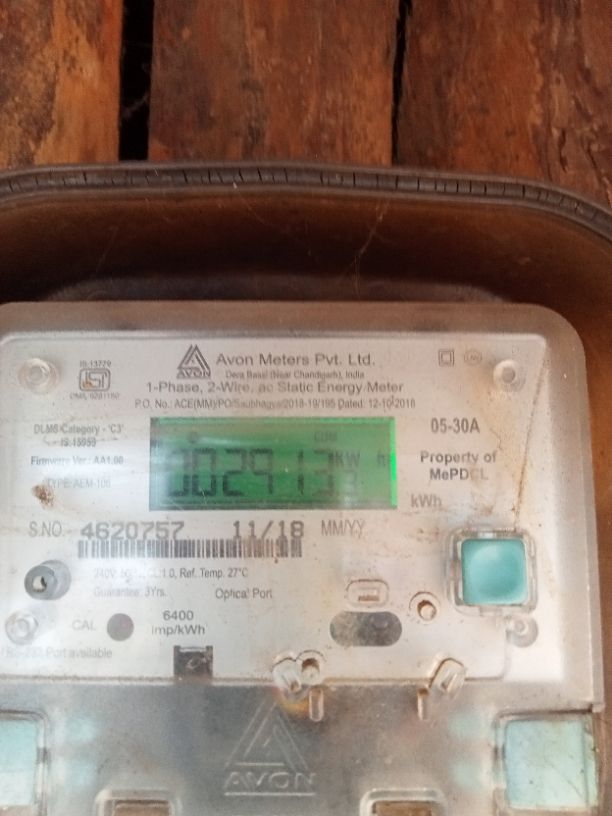 IS:13779
AVON
Avon Meters Pvt. Ltd.
Dera Bassi (Near Chandigarh), India
1-Phase, 2-Wire, ac Static Energy Meter
P.O. No.: ACE(MM)/PO/Saubhagya/2018-19/195 Dated: 12-10-2018
DLMS Category - 'C3'
IS:15959
Firmware Ver.: AA1.00
TYPE: AEM-106
CUM
002913 kW h
05-30A
Property of
MePDCL
kWh
S.NO. 4620757 11/18 MM/YY
240V, Ref. Temp. 27°C
Guarantee: 3Yrs. Optical Port
CAL
6400
imp/kWh
Port available
AVON